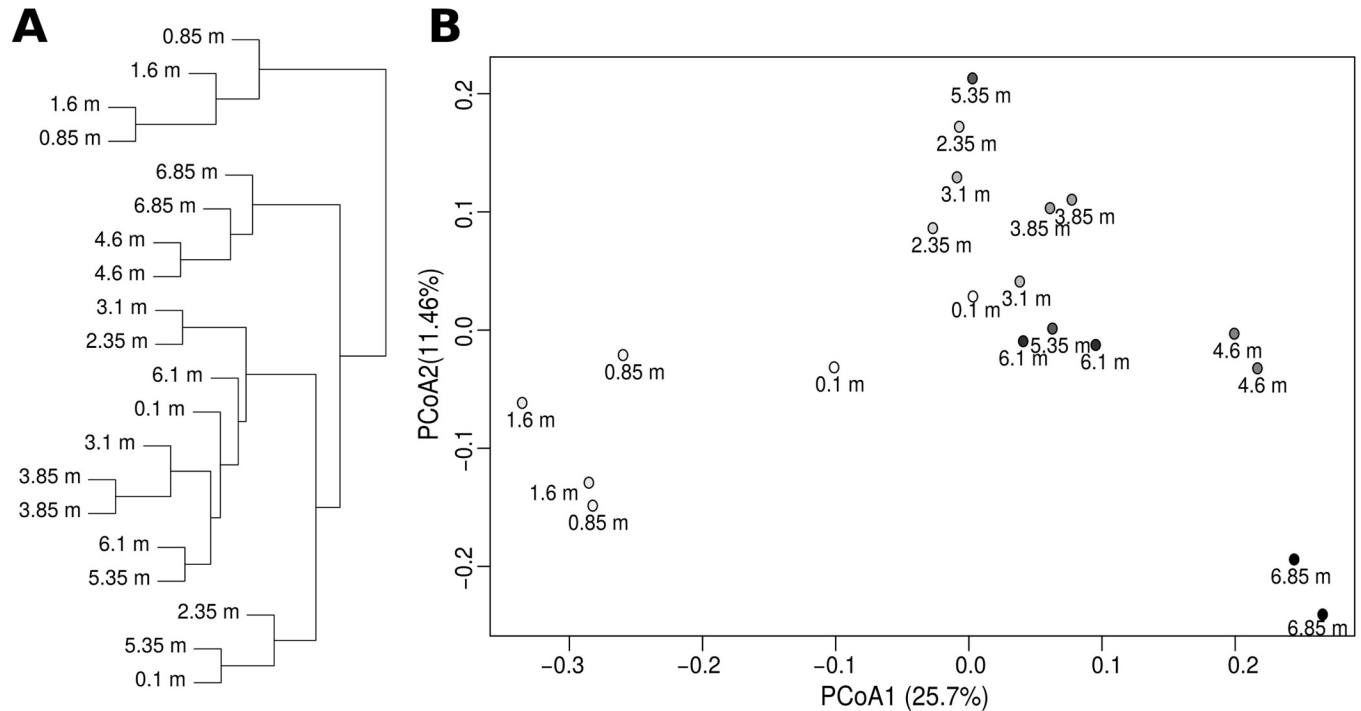 A
0.85 m
1.6 m
1.6 m
0.85 m
6.85 m
6.85 m
4.6 m
4.6 m
3.1 m
2.35 m
6.1 m
0.1 m
3.1 m
3.85 m
3.85 m
6.1 m
5.35 m
2.35 m
5.35 m
0.1 m
B
PCoA2(11.46%)
0.2
0.1
0.0
−0.1
−0.2
5.35 m
2.35 m
3.1 m
3.85 m
3.85 m
2.35 m
0.1 m
3.1 m
6.1 m
5.35 m
6.1 m
4.6 m
4.6 m
0.85 m
0.1 m
1.6 m
1.6 m
0.85 m
6.85 m
6.85 m
−0.3
−0.2
−0.1
0.0
0.1
0.2
PCoA1 (25.7%)